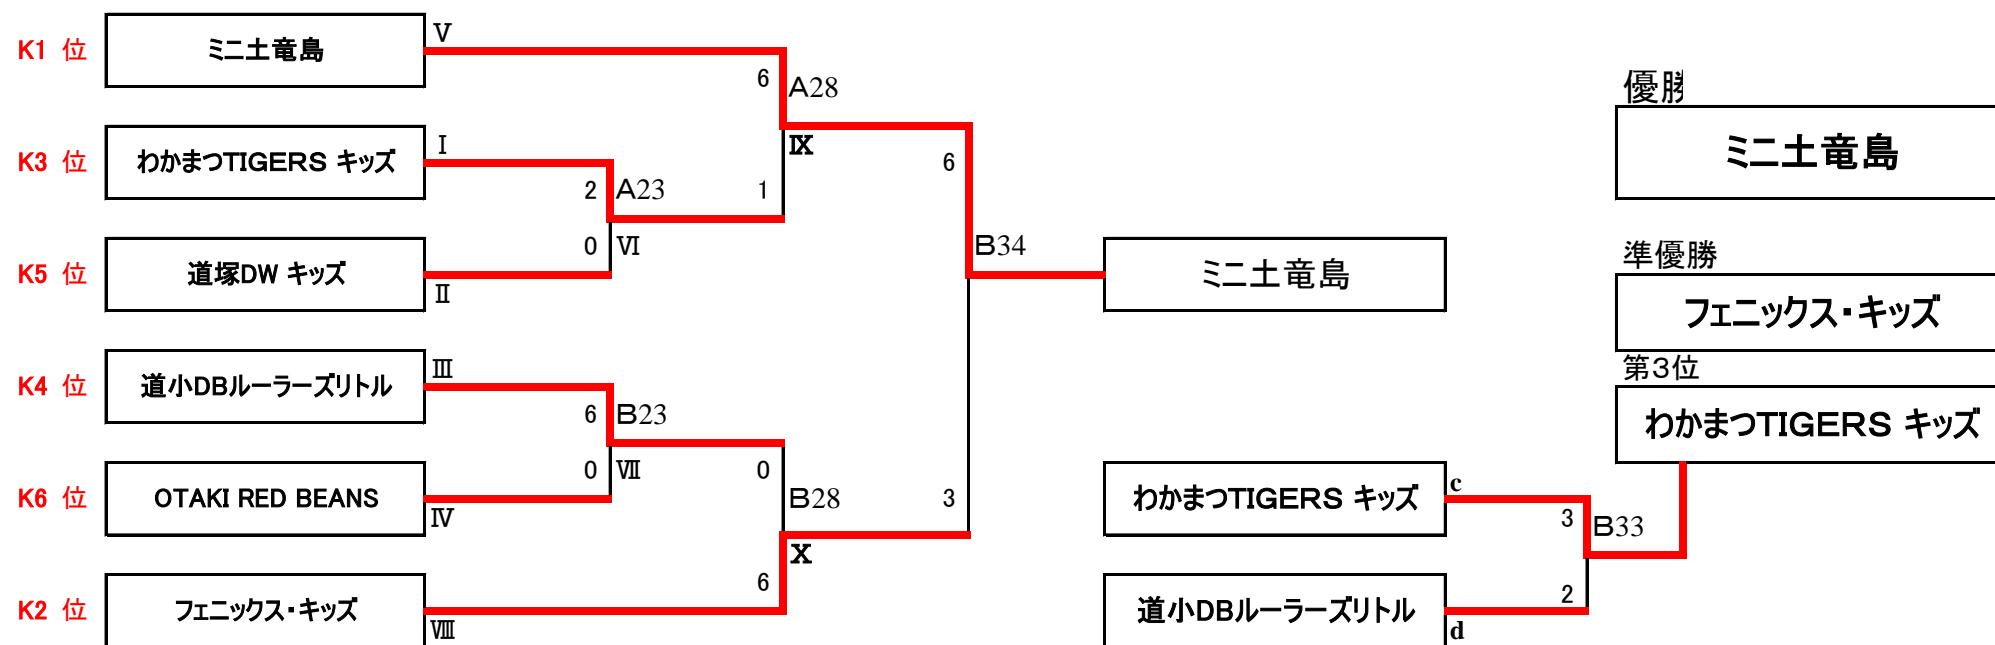 K1 位 ミニ土竜島 Ⅴ
6 A28
K3 位 わかまつTIGERS キッズ Ⅰ
Ⅸ
2 A23 1
6
0 Ⅵ
K5 位 道塚DW キッズ Ⅱ
B34
ミニ土竜島
K4 位 道小DBルーラーズリトル Ⅲ
6 B23
0 Ⅶ 0
K6 位 OTAKI RED BEANS Ⅳ
B28 3
Ⅹ
6
K2 位 フェニックス・キッズ Ⅷ
優勝
ミニ土竜島
準優勝
フェニックス・キッズ
第3位
わかまつTIGERS キッズ
わかまつTIGERS キッズ c
3 B33
2
道小DBルーラーズリトル d